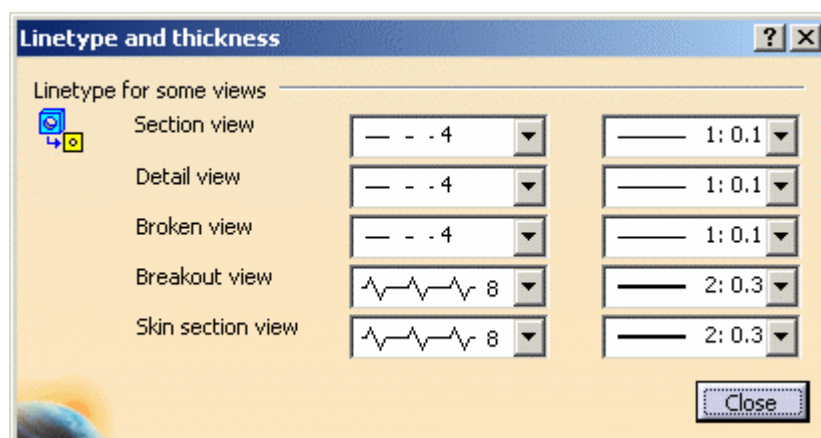 Linetype and thickness
Linetype for some views
Section view 4 1: 0.1
Detail view 4 1: 0.1
Broken view 4 1: 0.1
Breakout view 8 2: 0.3
Skin section view 8 2: 0.3
Close